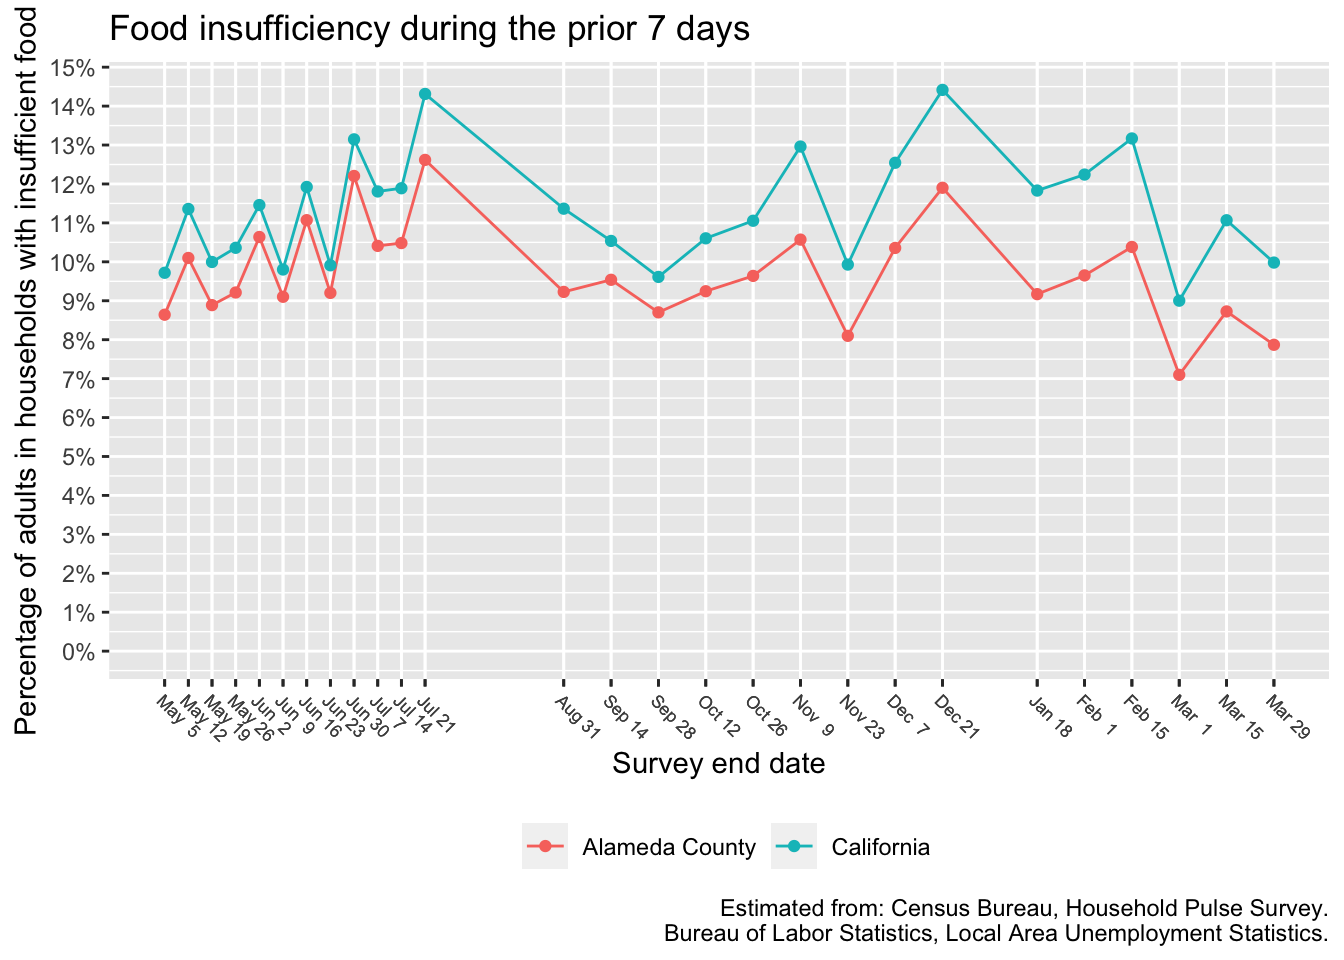 Food insufficiency during the prior 7 days
Percentage of adults in households with insufficient food
15%
14%
13%
12%
11%
10%
9%
8%
7%
6%
5%
4%
3%
2%
1%
0%
May 5
May 12
May 19
May 26
Jun 2
Jun 9
Jun 16
Jun 23
Jun 30
Jul 7
Jul 14
Jul 21
Aug 31
Sep 14
Sep 28
Oct 12
Oct 26
Nov 9
Nov 23
Dec 7
Dec 21
Jan 18
Feb 1
Feb 15
Mar 1
Mar 15
Mar 29
Survey end date
Alameda County
California
Estimated from: Census Bureau, Household Pulse Survey.
Bureau of Labor Statistics, Local Area Unemployment Statistics.